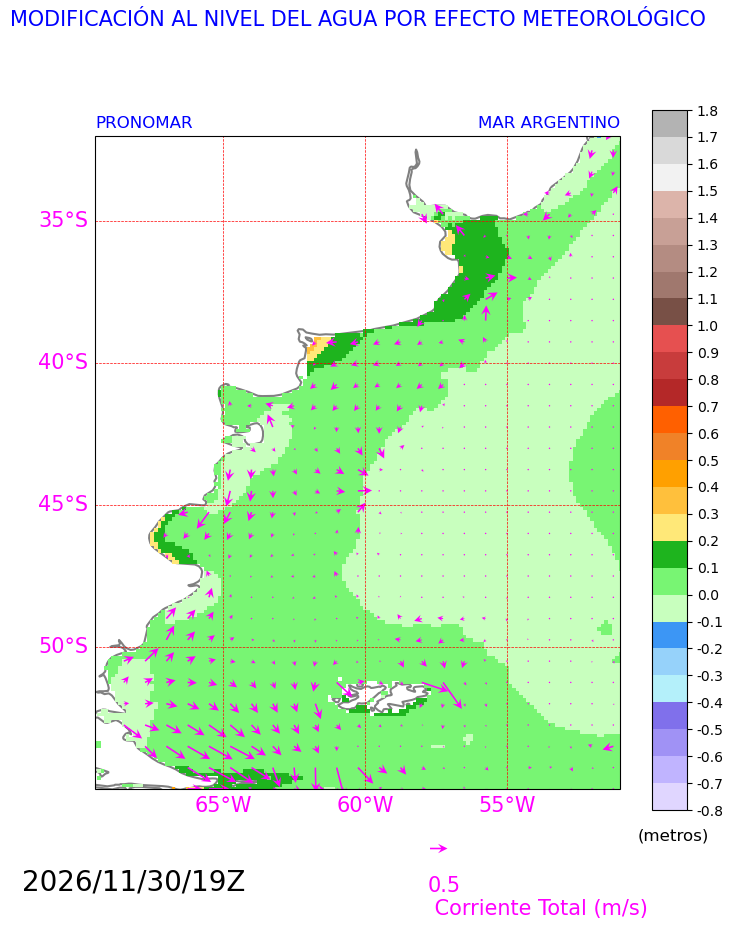 MODIFICACIÓN AL NIVEL DEL AGUA POR EFECTO METEOROLÓGICO
PRONOMAR
MAR ARGENTINO
35°S
40°S
45°S
50°S
65°W
60°W
55°W
1.8
1.7
1.6
1.5
1.4
1.3
1.2
1.1
1.0
0.9
0.8
0.7
0.6
0.5
0.4
0.3
0.2
0.1
0.0
-0.1
-0.2
-0.3
-0.4
-0.5
-0.6
-0.7
-0.8
(metros)
2026/11/30/19Z
0.5
Corriente Total (m/s)